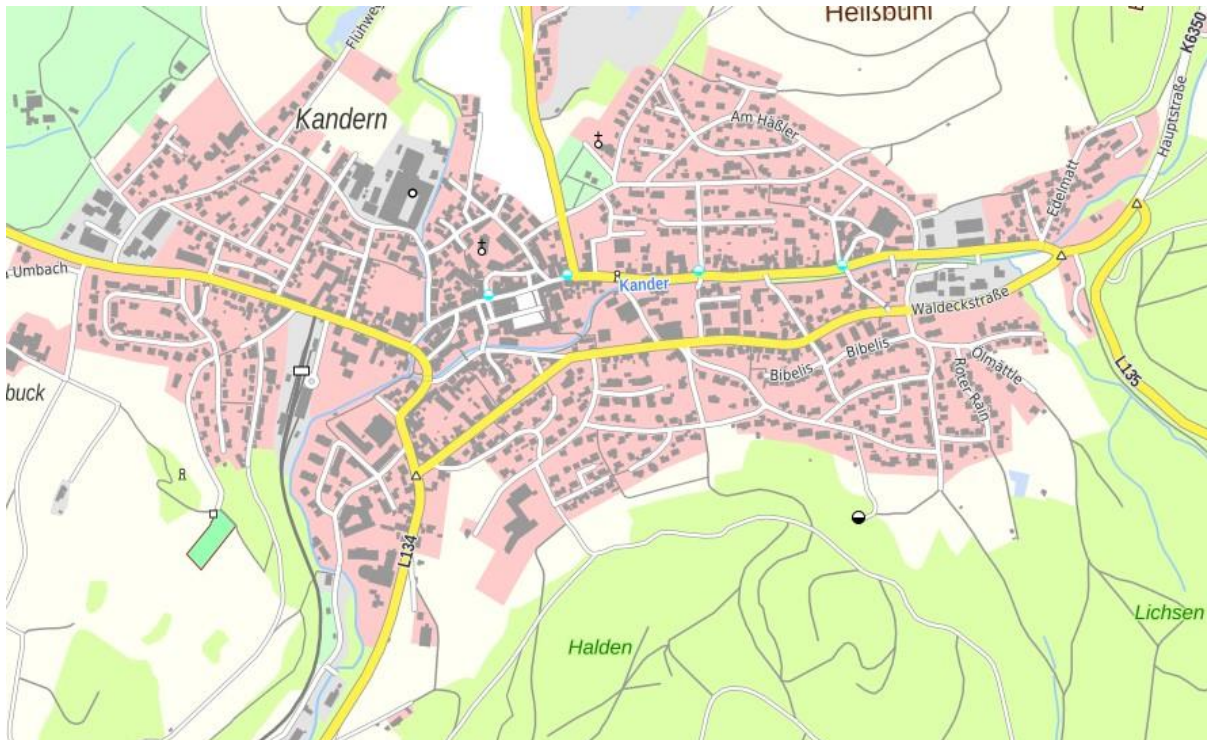 Heißbühl
Flühweg
K6350
Kandern
Am Häßler
Hauptstraße
Edelmatt
Umbach
Kander
Waldeckstraße
Bibelis
Bibelis
Ölmättle
Roter Rain
L135
buck
L134
Lichsen
Halden